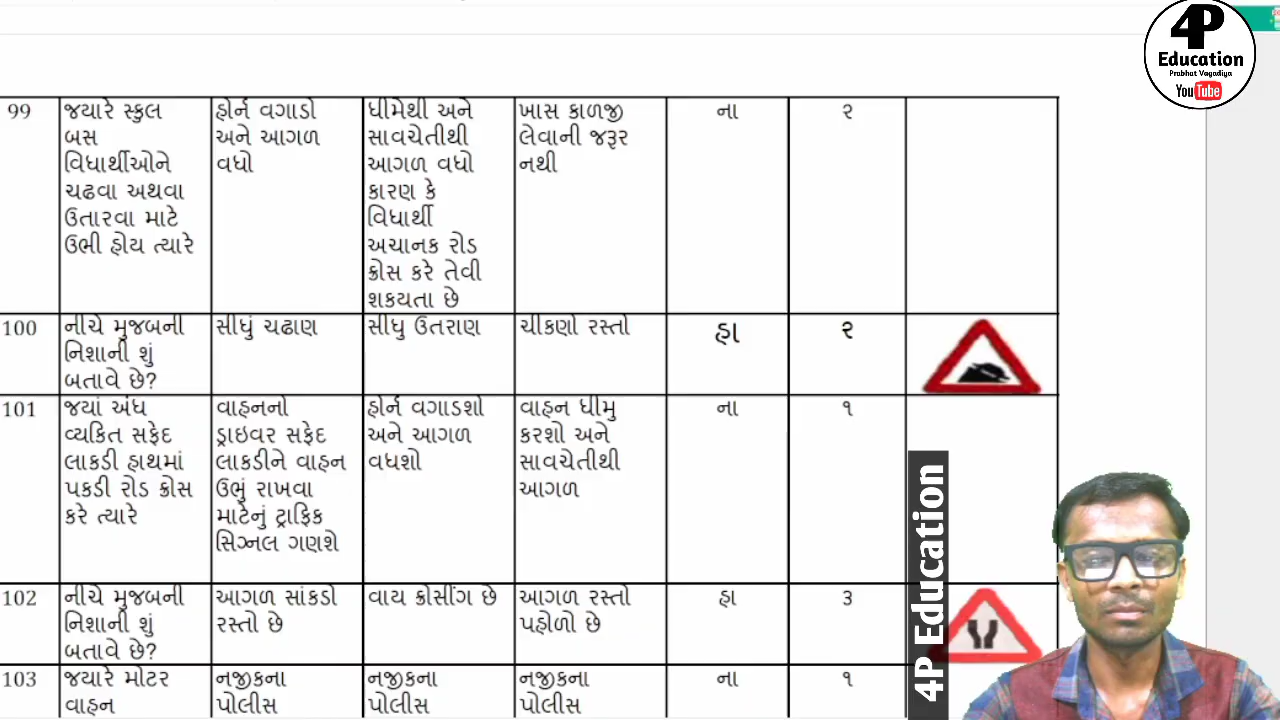 4P
Education
Prabhat Vagadiya
YouTube
99
જયારે સ્કુલ
બસ
વિધાર્થીઓને
ચઢવા અથવા
ઉતારવા માટે
ઉભી હોય ત્યારે
હોર્ન વગાડો
અને આગળ
વધો
ધીમેથી અને
સાવચેતીથી
આગળ વધો
કારણ કે
વિધાર્થી
અચાનક રોડ
ક્રોસ કરે તેવી
શકયતા છે
ખાસ કાળજી
લેવાની જરૂર
નથી
ના
૨
100
નીચે મુજબની
નિશાની શું
બતાવે છે?
સીધું ચઢાણ
સીધુ ઉતરાણ
ચીકણો રસ્તો
હા
૨
101
જયાં અંધ
વ્યકિત સફેદ
લાકડી હાથમાં
પકડી રોડ ક્રોસ
કરે ત્યારે
વાહનનો
ડ્રાઇવર સફેદ
લાકડીને વાહન
ઉભું રાખવા
માટેનું ટ્રાફિક
સિગ્નલ ગણશે
હોર્ન વગાડશો
અને આગળ
વધશો
વાહન ધીમુ
કરશો અને
સાવચેતીથી
આગળ
ના
૧
102
નીચે મુજબની
નિશાની શું
બતાવે છે?
આગળ સાંકડો
રસ્તો છે
વાય ક્રોસીંગ છે
આગળ રસ્તો
પહોળો છે
હા
૩
103
જયારે મોટર
વાહન
નજીકના
પોલીસ
નજીકના
પોલીસ
નજીકના
પોલીસ
ના
૧
4P Education